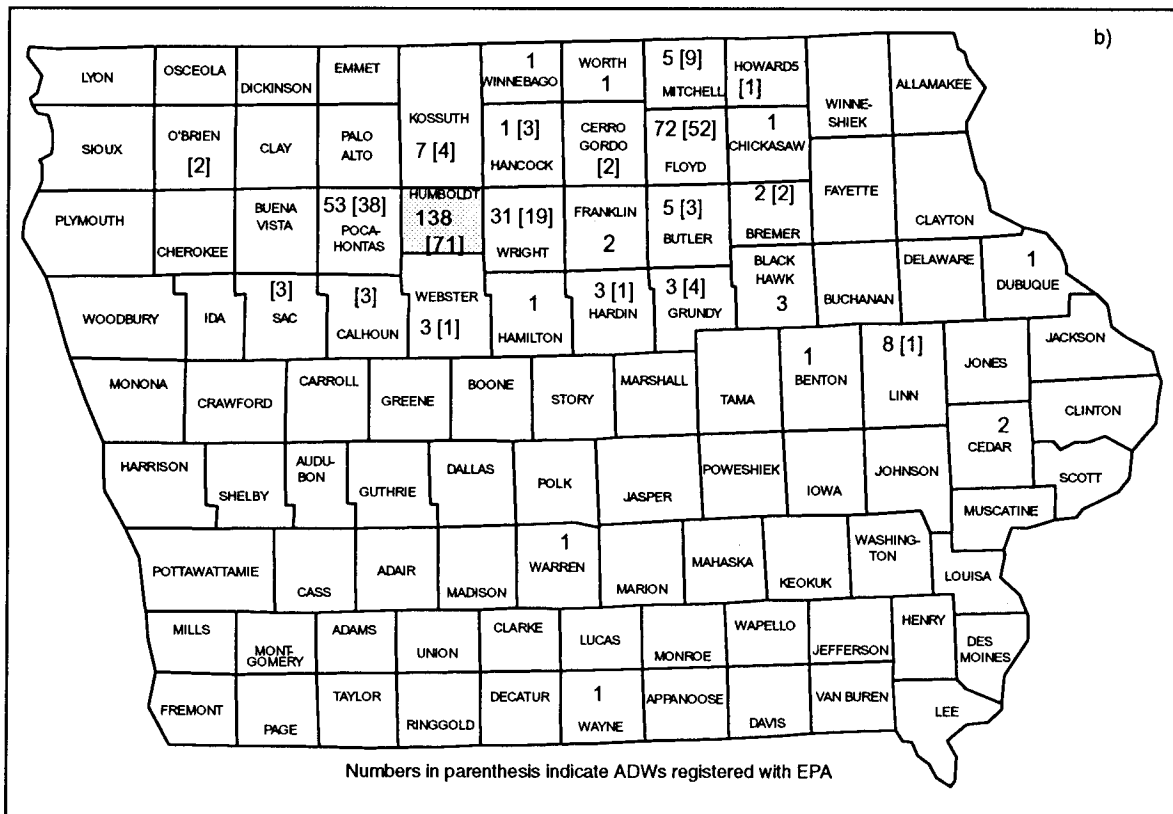 b)
LYON
OSCEOLA
DICKINSON
EMMET
1
WINNEBAGO
WORTH
1
5 [9]
MITCHELL
HOWARD5
[1]
WINNE-
SHIEK
ALLAMAKEE
SIOUX
O'BRIEN
[2]
CLAY
PALO
ALTO
KOSSUTH
7 [4]
1 [3]
HANCOCK
CERRO
GORDO
[2]
72 [52]
FLOYD
1
CHICKASAW
FAYETTE
CLAYTON
PLYMOUTH
CHEROKEE
BUENA
VISTA
53 [38]
POCA-
HONTAS
HUMBOLDT
138
[71]
31 [19]
WRIGHT
FRANKLIN
2
5 [3]
BUTLER
2 [2]
BREMER
BLACK
HAWK
3
BUCHANAN
DELAWARE
1
DUBUQUE
WOODBURY
IDA
[3]
SAC
[3]
CALHOUN
WEBSTER
3 [1]
1
HAMILTON
3 [1]
HARDIN
3 [4]
GRUNDY
MONONA
CRAWFORD
CARROLL
GREENE
BOONE
STORY
MARSHALL
TAMA
1
BENTON
8 [1]
LINN
JONES
JACKSON
CLINTON
2
CEDAR
SCOTT
HARRISON
SHELBY
AUDU-
BON
GUTHRIE
DALLAS
POLK
JASPER
POWESHIEK
IOWA
JOHNSON
MUSCATINE
POTTAWATTAMIE
CASS
ADAIR
MADISON
1
WARREN
MARION
MAHASKA
KEOKUK
WASHING-
TON
LOUISA
MILLS
MONT-
GOMERY
ADAMS
UNION
CLARKE
LUCAS
MONROE
WAPELLO
JEFFERSON
HENRY
DES
MOINES
FREMONT
PAGE
TAYLOR
RINGGOLD
DECATUR
1
WAYNE
APPANOOSE
DAVIS
VAN BUREN
LEE
Numbers in parenthesis indicate ADWs registered with EPA